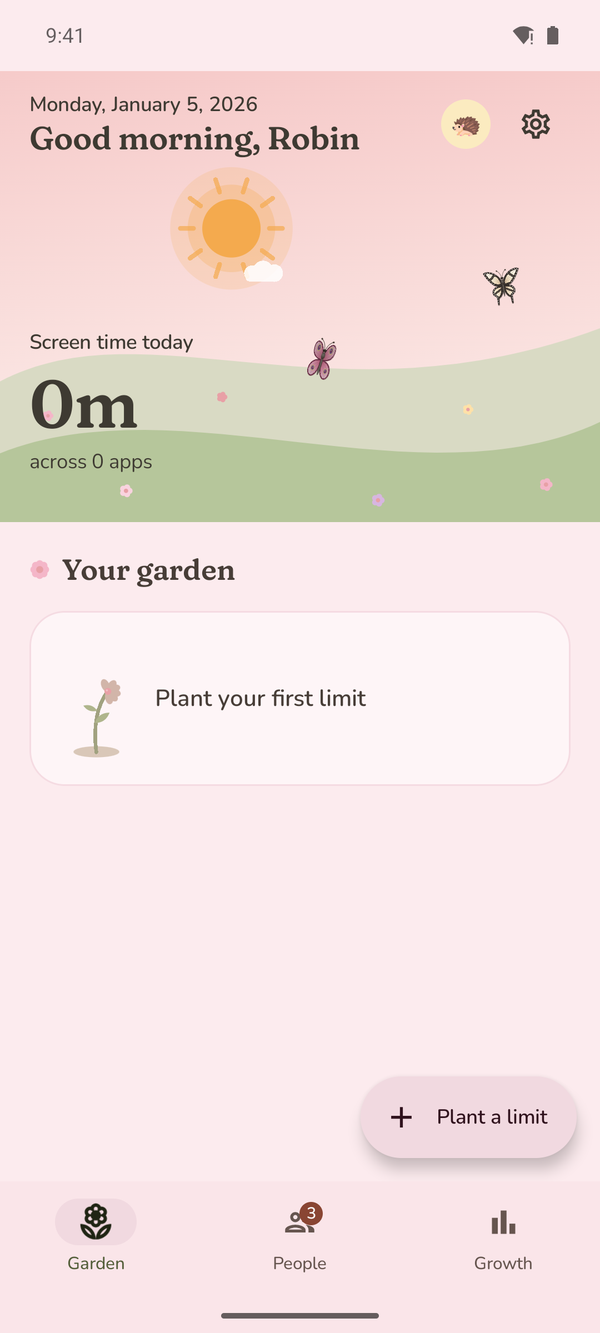 9:41
Monday, January 5, 2026
Good morning, Robin
Screen time today
0m
across 0 apps
Your garden
Plant your first limit
Plant a limit
3
Garden
People
Growth